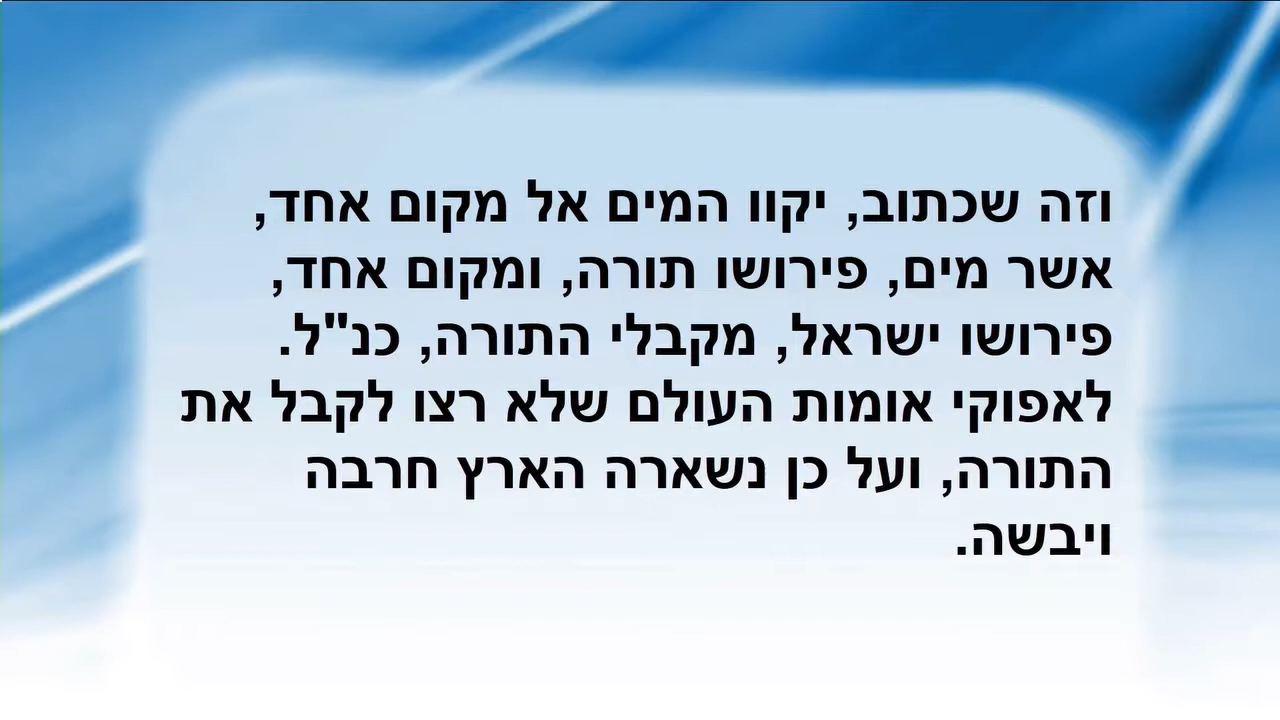 וזה שכתוב, יקוו המים אל מקום אחד,
אשר מים, פירושו תורה, ומקום אחד,
פירושו ישראל, מקבלי התורה, כנ"ל.
לאפוקי אומות העולם שלא רצו לקבל את
התורה, ועל כן נשארה הארץ חרבה
ויבשה.